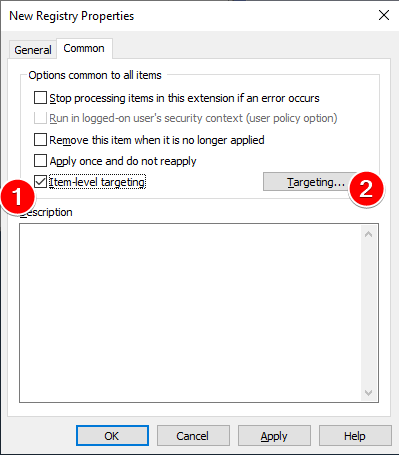 New Registry Properties
General
Common
Options common to all items
Stop processing items in this extension if an error occurs
Run in logged-on user's security context (user policy option)
Remove this item when it is no longer applied
Apply once and do not reapply
Item-level targeting
Targeting...
1
2
Description
OK
Cancel
Apply
Help